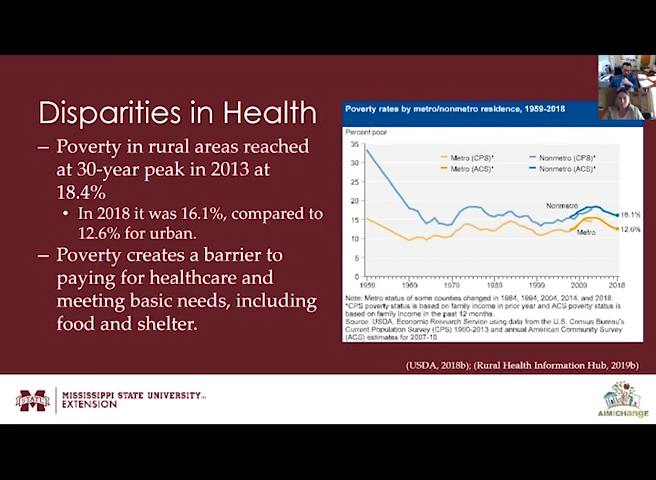 Disparities in Health
– Poverty in rural areas reached
at 30-year peak in 2013 at
18.4%
• In 2018 it was 16.1%, compared to
12.6% for urban.
– Poverty creates a barrier to
paying for healthcare and
meeting basic needs, including
food and shelter.
Poverty rates by metro/nonmetro residence, 1959-2018
Percent poor
35
30
25
20
15
10
5
0
Metro (CPS)*
Nonmetro (CPS)*
Metro (ACS)*
Nonmetro (ACS)*
Nonmetro
16.1%
12.6%
Metro
1959 1969 1979 1989 1999 2009 2018
Note: Metro status of some counties changed in 1984, 1994, 2004, 2014, and 2018.
*CPS poverty status is based on family income in prior year and ACS poverty status is
based on family income in the past 12 months.
Source: USDA, Economic Research Service using data from the U.S. Census Bureau's
Current Population Survey (CPS) 1960-2013 and annual American Community Survey
(ACS) estimates for 2007-18.
(USDA, 2018b); (Rural Health Information Hub, 2019b)
STATE
MISSISSIPPI STATE UNIVERSITY
EXTENSION
AIM CHangE